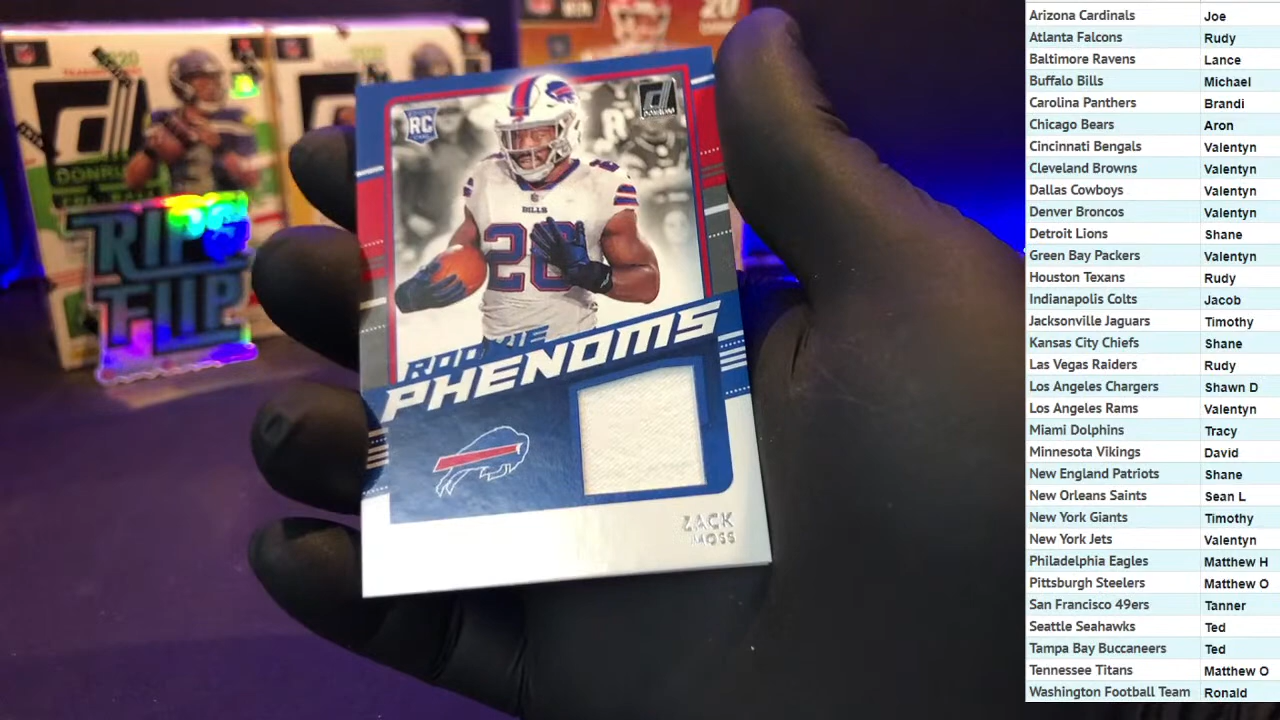 2020
DONRUSS
20
RIPS
FLIP
RC
BILLS
20
ROOKIE
PHENOMS
ZACK
MOSS
Arizona Cardinals Joe
Atlanta Falcons Rudy
Baltimore Ravens Lance
Buffalo Bills Michael
Carolina Panthers Brandi
Chicago Bears Aron
Cincinnati Bengals Valentyn
Cleveland Browns Valentyn
Dallas Cowboys Valentyn
Denver Broncos Valentyn
Detroit Lions Shane
Green Bay Packers Valentyn
Houston Texans Rudy
Indianapolis Colts Jacob
Jacksonville Jaguars Timothy
Kansas City Chiefs Shane
Las Vegas Raiders Rudy
Los Angeles Chargers Shawn D
Los Angeles Rams Valentyn
Miami Dolphins Tracy
Minnesota Vikings David
New England Patriots Shane
New Orleans Saints Sean L
New York Giants Timothy
New York Jets Valentyn
Philadelphia Eagles Matthew H
Pittsburgh Steelers Matthew O
San Francisco 49ers Tanner
Seattle Seahawks Ted
Tampa Bay Buccaneers Ted
Tennessee Titans Matthew O
Washington Football Team Ronald